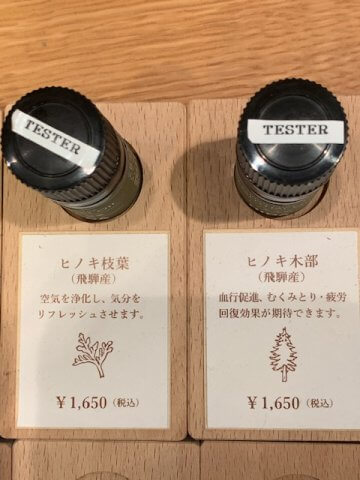 TESTER
TESTER
ヒノキ枝葉
(飛騨産)
空気を浄化し、気分を
リフレッシュさせます。
¥1,650(税込)
ヒノキ木部
(飛騨産)
血行促進、むくみとり・疲労
回復効果が期待できます。
¥1,650(税込)